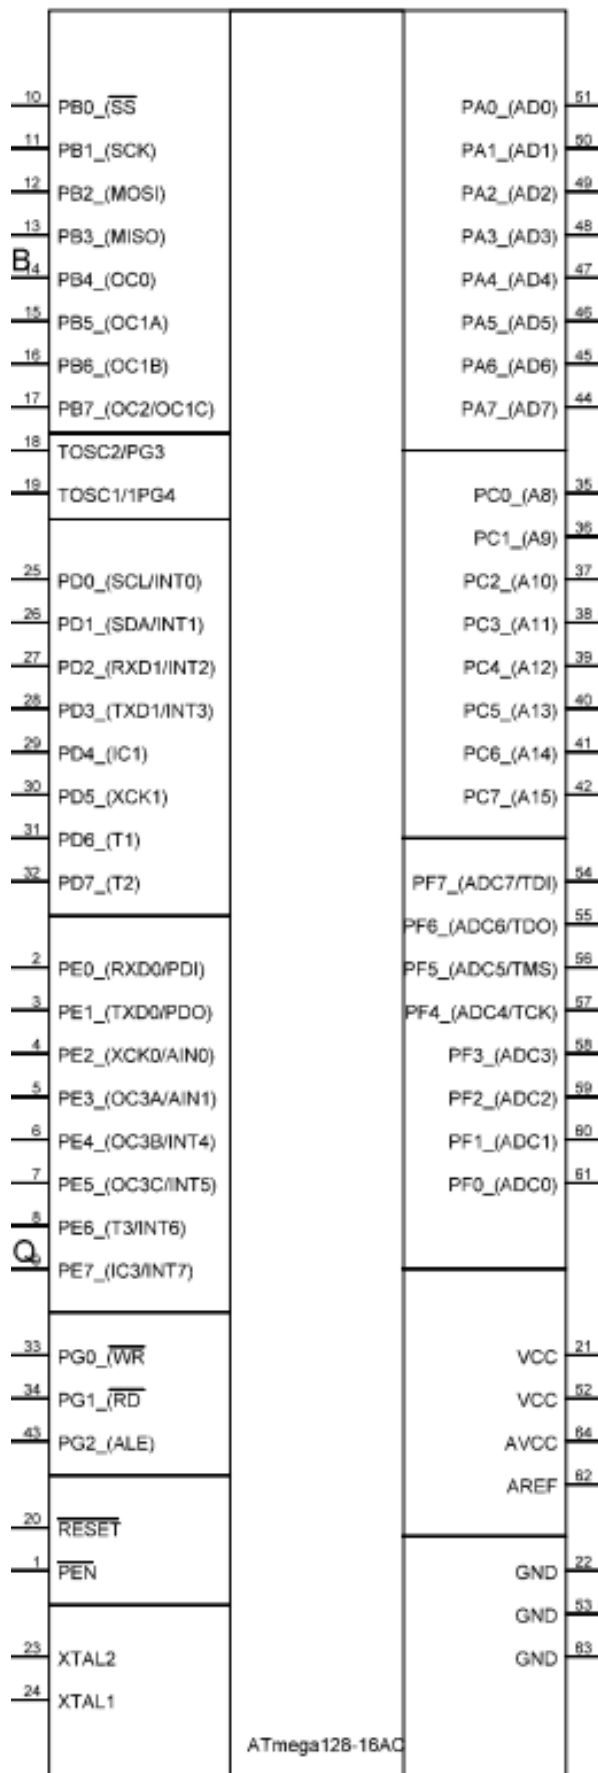 10 PB0_(SS PA0_(AD0) 51
11 PB1_(SCK) PA1_(AD1) 50
12 PB2_(MOSI) PA2_(AD2) 49
13 PB3_(MISO) PA3_(AD3) 48
B
4 PB4_(OC0) PA4_(AD4) 47
15 PB5_(OC1A) PA5_(AD5) 46
16 PB6_(OC1B) PA6_(AD6) 45
17 PB7_(OC2/OC1C) PA7_(AD7) 44
18 TOSC2/PG3
19 TOSC1/1PG4 PC0_(A8) 35
PC1_(A9) 36
25 PD0_(SCL/INT0) PC2_(A10) 37
26 PD1_(SDA/INT1) PC3_(A11) 38
27 PD2_(RXD1/INT2) PC4_(A12) 39
28 PD3_(TXD1/INT3) PC5_(A13) 40
29 PD4_(IC1) PC6_(A14) 41
30 PD5_(XCK1) PC7_(A15) 42
31 PD6_(T1)
32 PD7_(T2) PF7_(ADC7/TDI) 54
PF6_(ADC6/TDO) 55
2 PE0_(RXD0/PDI) PF5_(ADC5/TMS) 56
3 PE1_(TXD0/PDO) PF4_(ADC4/TCK) 57
4 PE2_(XCK0/AIN0) PF3_(ADC3) 58
5 PE3_(OC3A/AIN1) PF2_(ADC2) 59
6 PE4_(OC3B/INT4) PF1_(ADC1) 60
7 PE5_(OC3C/INT5) PF0_(ADC0) 61
8 PE6_(T3/INT6)
Q
PE7_(IC3/INT7)
33 PG0_(WR VCC 21
34 PG1_(RD VCC 52
43 PG2_(ALE) AVCC 64
AREF 62
20 RESET
1 PEN GND 22
GND 53
23 XTAL2 GND 63
24 XTAL1
ATmega128-16AC